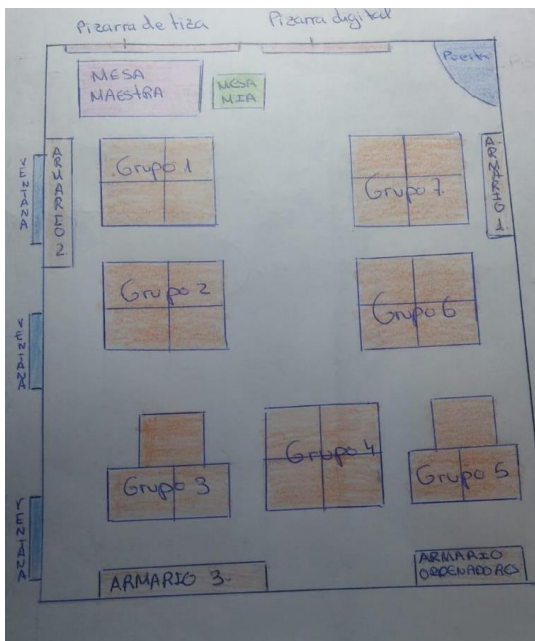 Pizarra de tiza
Pizarra digital
MESA
MAESTRA
MESA
MIA
Puerta
VENTANA
ARMARIO 2
Grupo 1
Grupo 7.
ARMARIO 1.
Grupo 2
Grupo 6
VENTANA
Grupo 3
Grupo 4
Grupo 5
VENTANA
ARMARIO 3.
ARMARIO
ORDENADORES